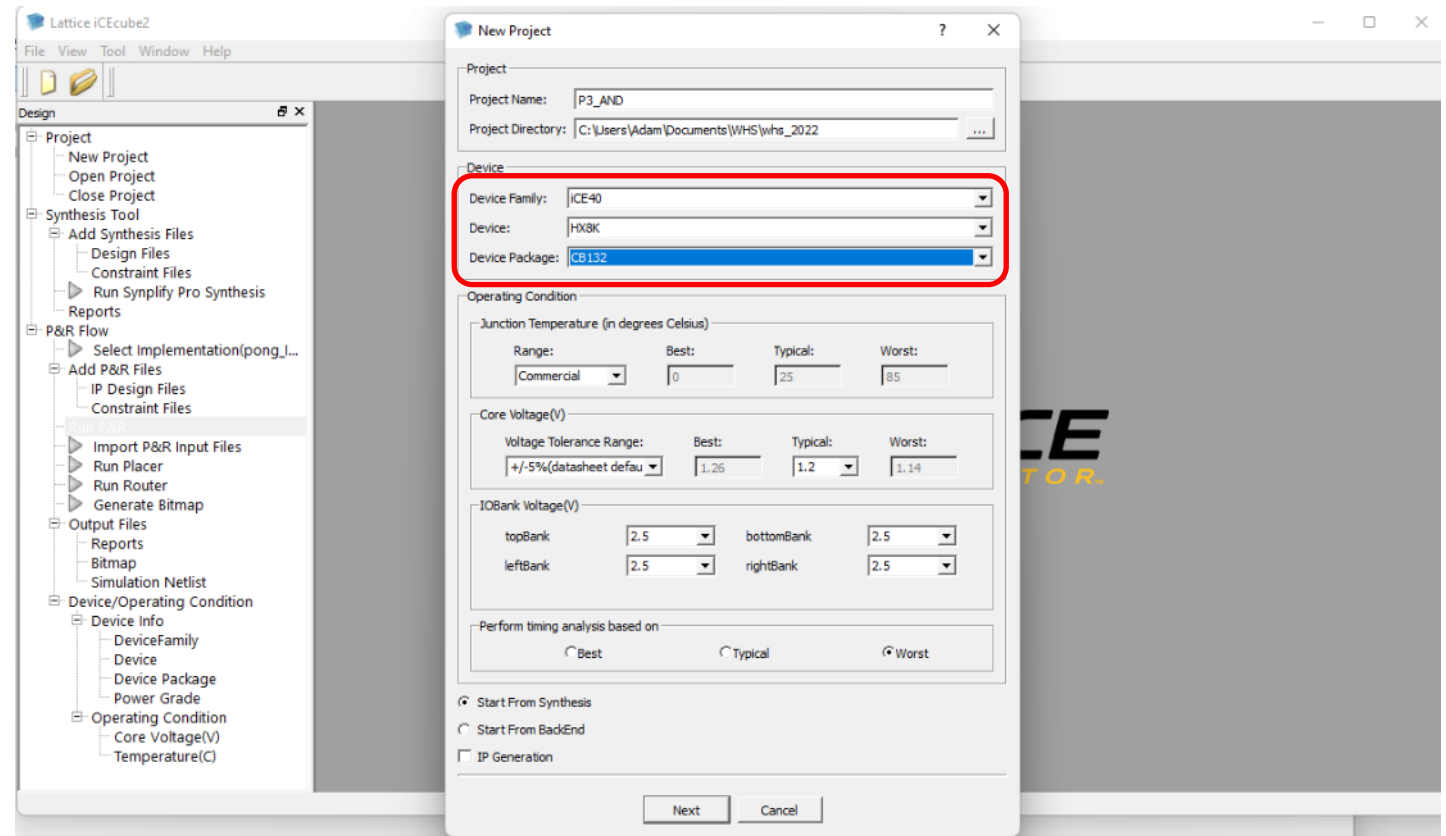 Lattice iCEcube2
File View Tool Window Help
Design
Project
New Project
Open Project
Close Project
Synthesis Tool
Add Synthesis Files
Design Files
Constraint Files
Run Synplify Pro Synthesis
Reports
P&R Flow
Select Implementation(pong_I...
Add P&R Files
IP Design Files
Constraint Files
Run P&R
Import P&R Input Files
Run Placer
Run Router
Generate Bitmap
Output Files
Reports
Bitmap
Simulation Netlist
Device/Operating Condition
Device Info
DeviceFamily
Device
Device Package
Power Grade
Operating Condition
Core Voltage(V)
Temperature(C)
New Project
?
Project
Project Name: P3_AND
Project Directory: C:\Users\Adam\Documents\WHS\whs_2022 ...
Device
Device Family: iCE40
Device: HX8K
Device Package: CB132
Operating Condition
Junction Temperature (in degrees Celsius)
Range: Best: Typical: Worst:
Commercial 0 25 85
Core Voltage(V)
Voltage Tolerance Range: Best: Typical: Worst:
+/-5%(datasheet defau 1.26 1.2 1.14
IOBank Voltage(V)
topBank 2.5 bottomBank 2.5
leftBank 2.5 rightBank 2.5
Perform timing analysis based on
Best Typical Worst
Start From Synthesis
Start From BackEnd
IP Generation
Next Cancel
CE
TOR™